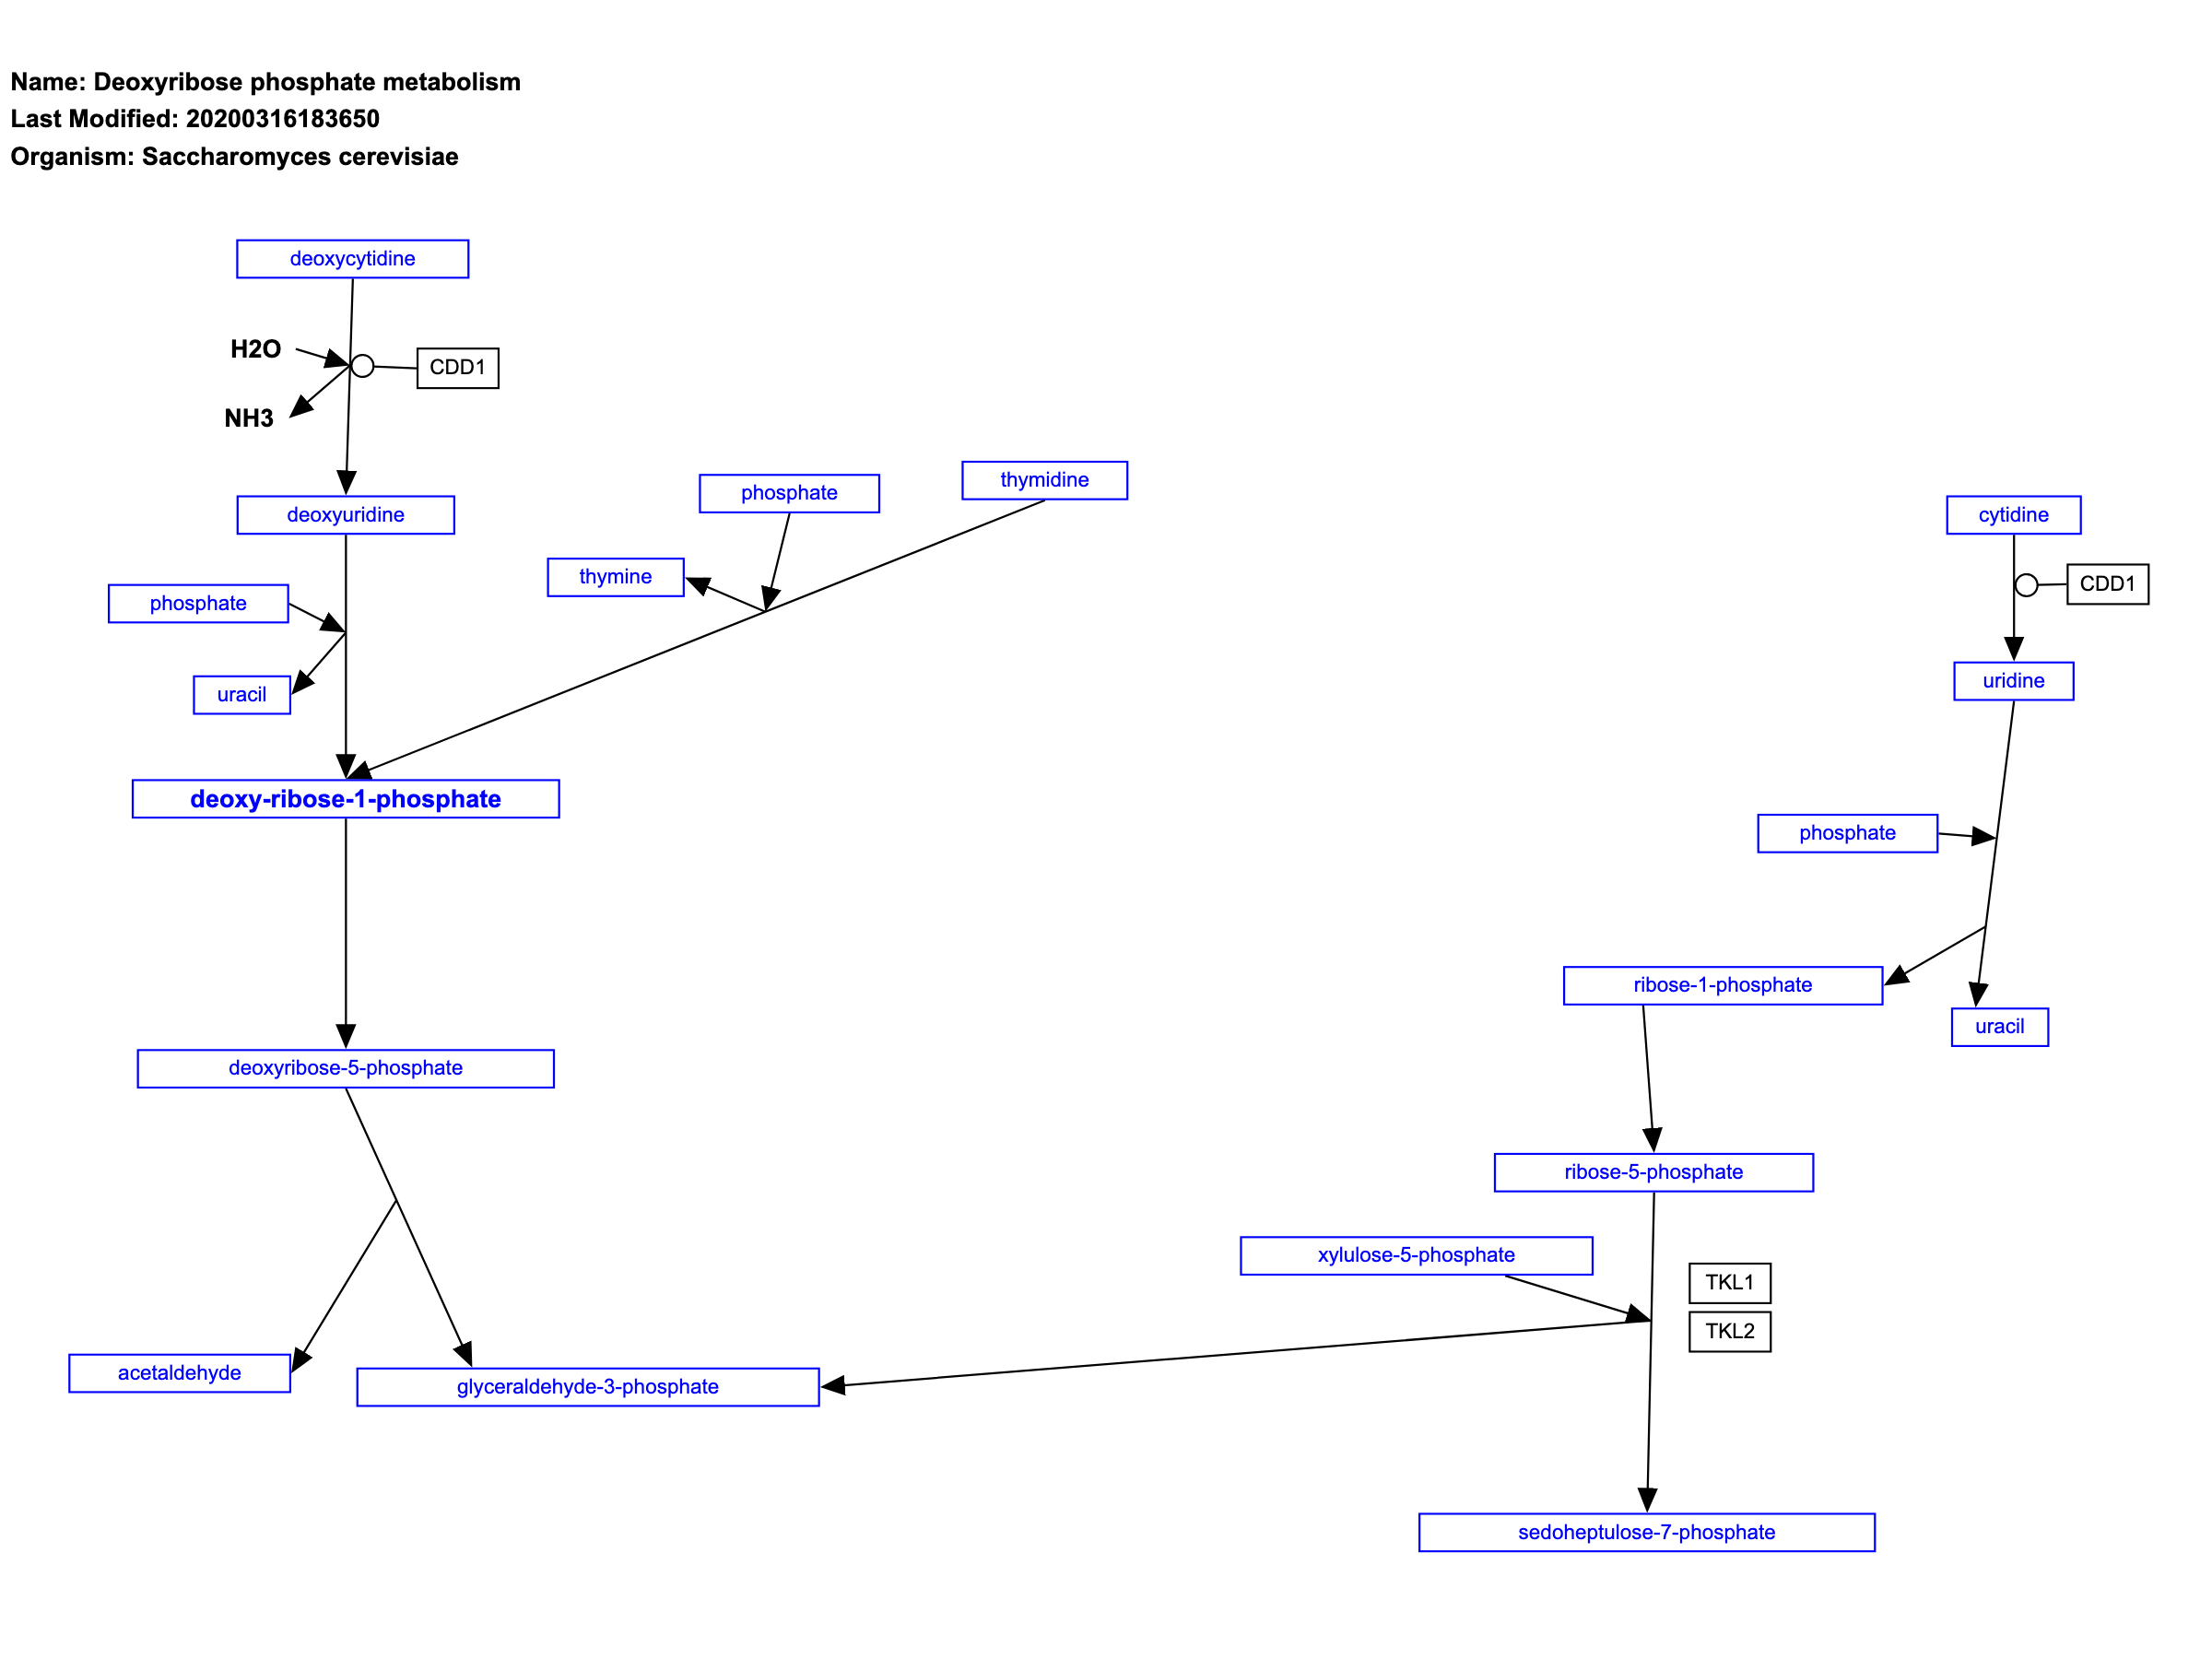 Name: Deoxyribose phosphate metabolism
Last Modified: 20200316183650
Organism: Saccharomyces cerevisiae
deoxycytidine
H2O
CDD1
NH3
thymidine
phosphate
deoxyuridine
cytidine
thymine
CDD1
phosphate
uridine
uracil
deoxy-ribose-1-phosphate
phosphate
ribose-1-phosphate
uracil
deoxyribose-5-phosphate
ribose-5-phosphate
xylulose-5-phosphate
TKL1
TKL2
acetaldehyde
glyceraldehyde-3-phosphate
sedoheptulose-7-phosphate